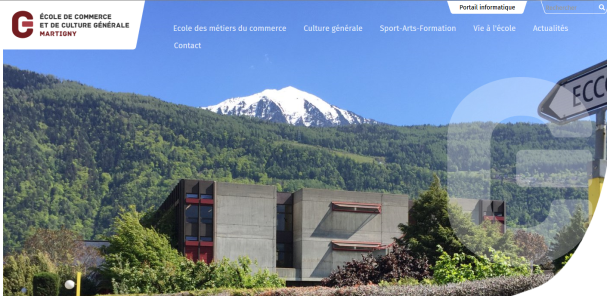 ÉCOLE DE COMMERCE
ET DE CULTURE GÉNÉRALE
MARTIGNY
Portail informatique
Ecole des métiers du commerce Culture générale Sport-Arts-Formation Vie à l'école Actualités
Contact
ECC